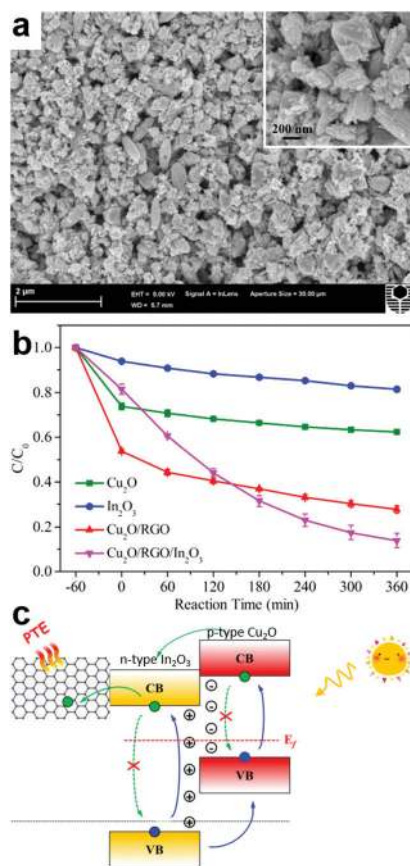 a
200 nm
2 µm
EHT = 5.00 kV Signal A = InLens Aperture Size = 30.00 µm
WD = 5.7 mm
b
1.0
0.8
0.6
0.4
0.2
0.0
C/C₀
Cu₂O
In₂O₃
Cu₂O/RGO
Cu₂O/RGO/In₂O₃
-60 0 60 120 180 240 300 360
Reaction Time (min)
c
PTE
n-type In₂O₃
p-type Cu₂O
CB
CB
E_f
VB
VB